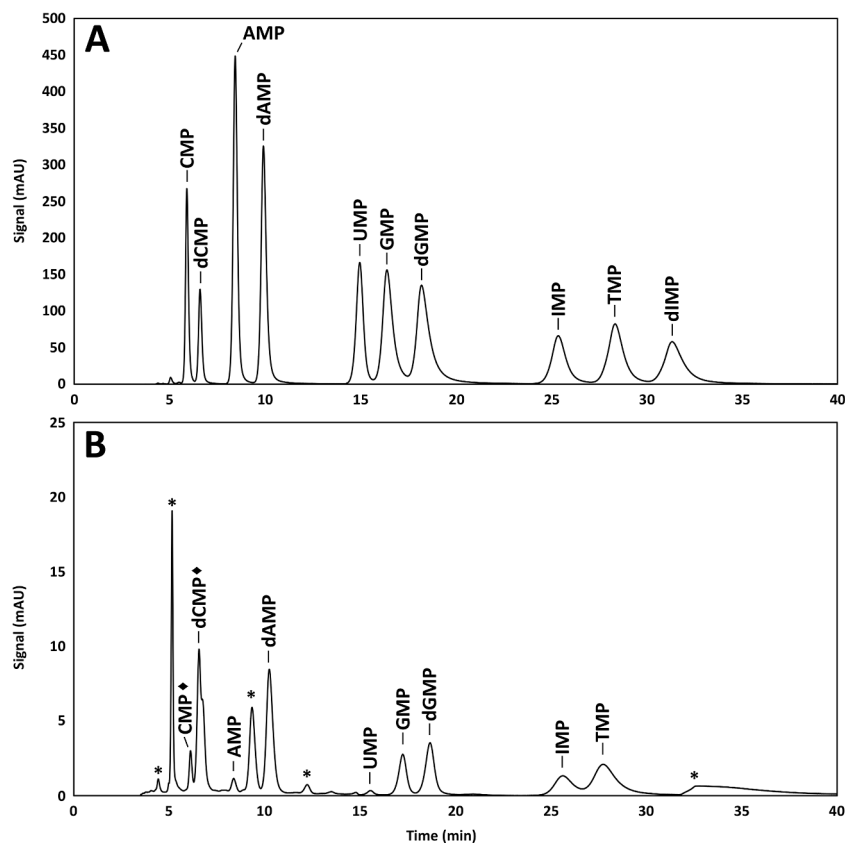 A
AMP
dAMP
CMP
dCMP
UMP
GMP
dGMP
IMP
TMP
dIMP
Signal (mAU)
500
450
400
350
300
250
200
150
100
50
0
0 5 10 15 20 25 30 35 40
B
*
dCMP♦
dAMP
CMP♦
*
*
AMP
*
UMP
GMP
dGMP
IMP
TMP
*
Signal (mAU)
25
20
15
10
5
0
0 5 10 15 20 25 30 35 40
Time (min)